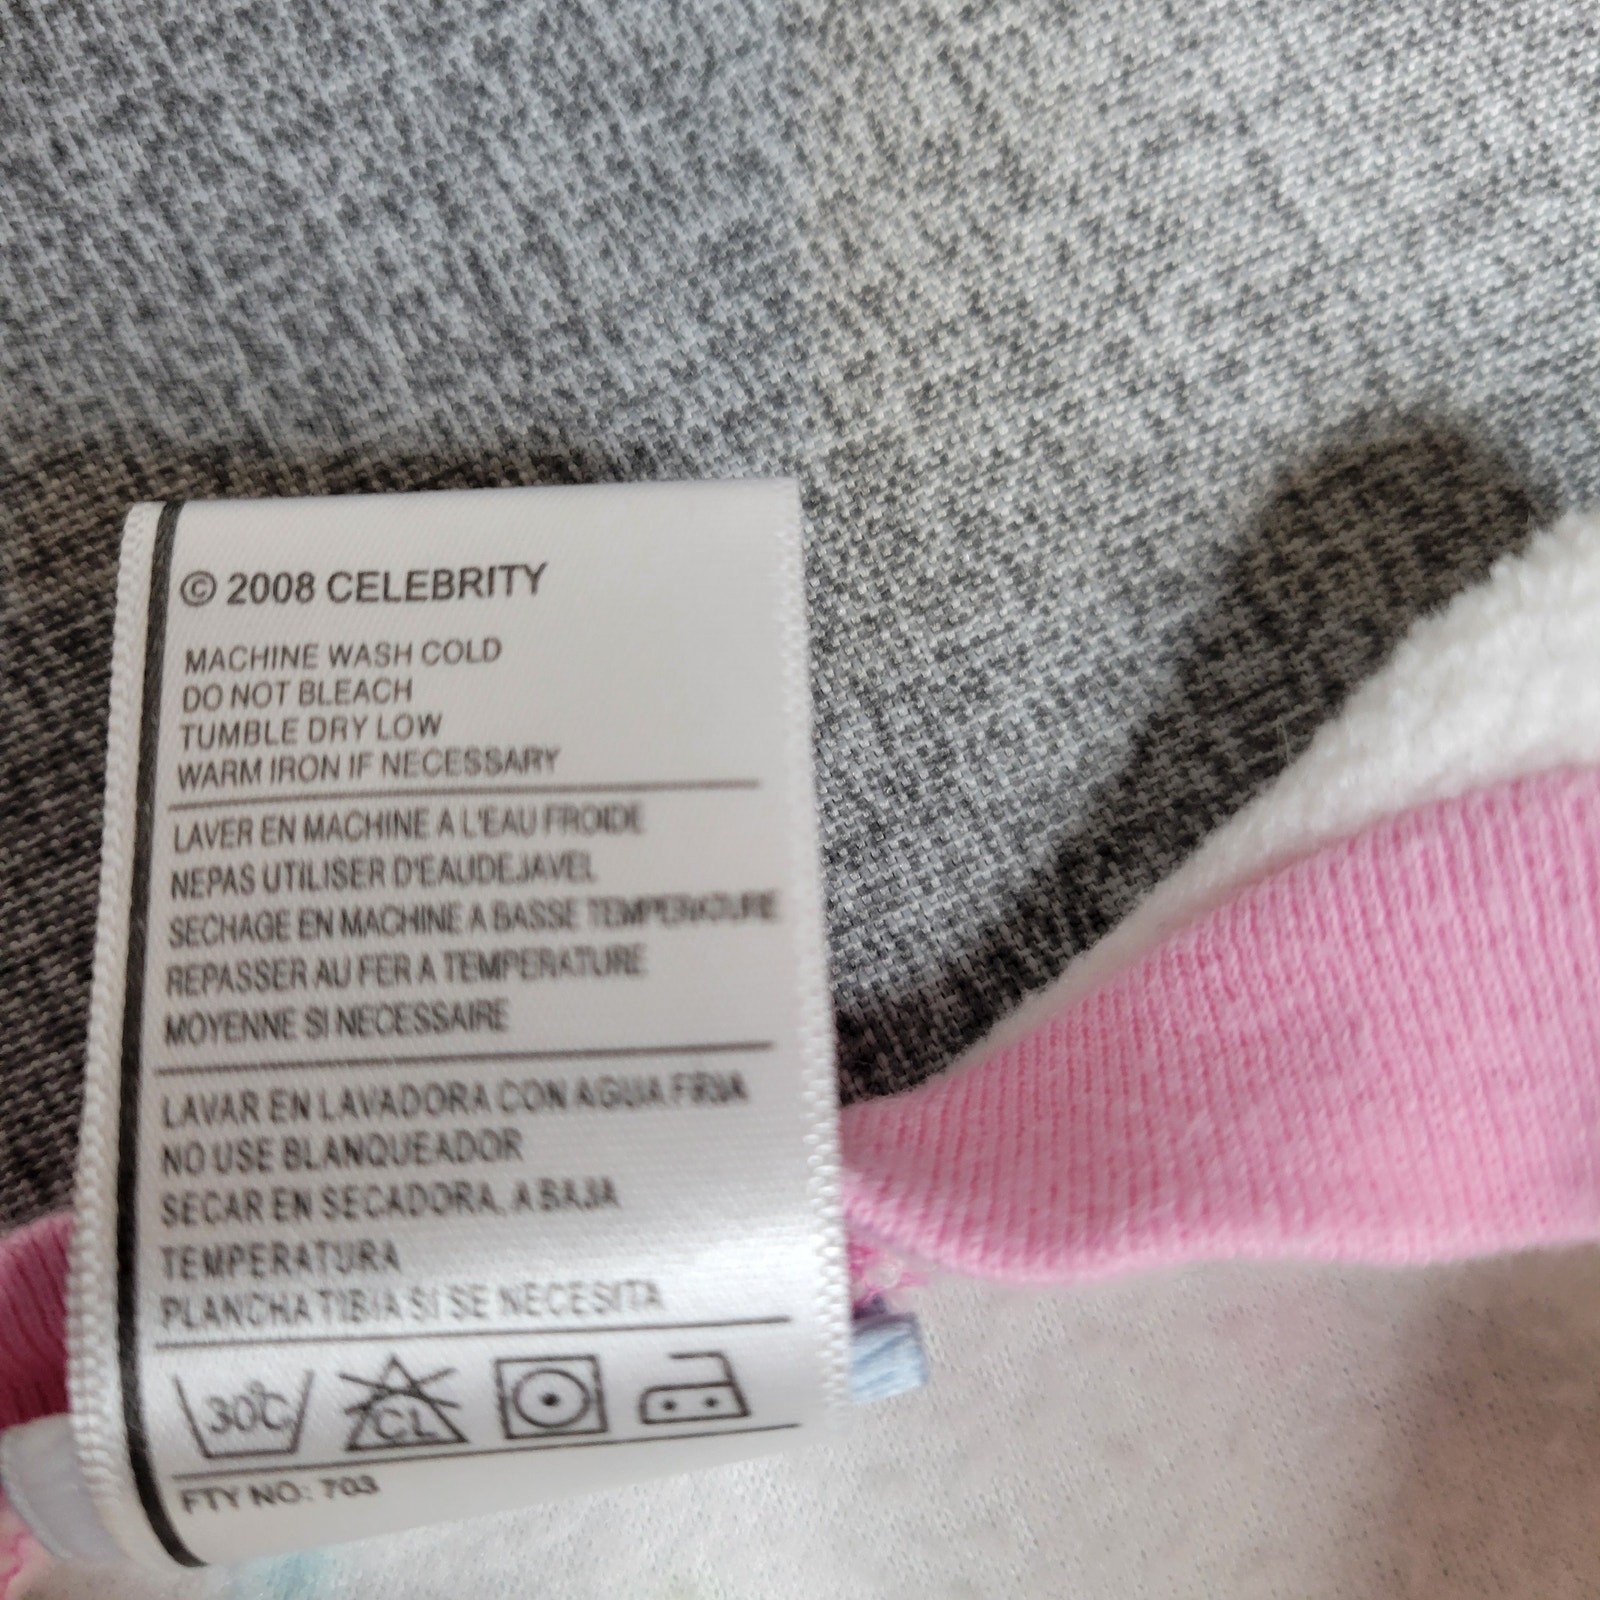 © 2008 CELEBRITY
MACHINE WASH COLD
DO NOT BLEACH
TUMBLE DRY LOW
WARM IRON IF NECESSARY
LAVER EN MACHINE A L'EAU FROIDE
NEPAS UTILISER D'EAUDEJAVEL
SECHAGE EN MACHINE A BASSE TEMPERATURE
REPASSER AU FER A TEMPERATURE
MOYENNE SI NECESSAIRE
LAVAR EN LAVADORA CON AGUA FRIJA
NO USE BLANQUEADOR
SECAR EN SECADORA, A BAJA
TEMPERATURA
PLANCHA TIBIA SI SE NECESITA
30°C CL
FTY NO: 703